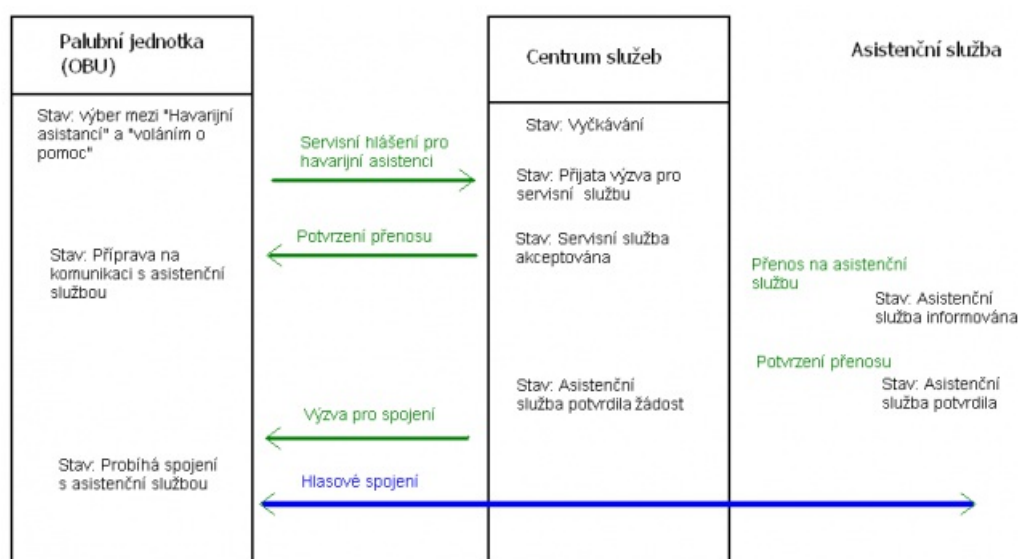 Palubní jednotka
(OBU)
Centrum služeb
Asistenční služba
Stav: výber mezi "Havarijní
asistancí" a "voláním o
pomoc"
Servisní hlášení pro
havarijní asistenci
Stav: Vyčkávání
Stav: Přijata výzva pro
servisní službu
Potvrzení přenosu
Stav: Servisní služba
akceptována
Stav: Příprava na
komunikaci s asistenční
službou
Přenos na asistenční
službu
Stav: Asistenční
služba informována
Potvrzení přenosu
Stav: Asistenční
služba potvrdila žádost
Stav: Asistenční
služba potvrdila
Výzva pro spojení
Stav: Probíhá spojení
s asistenční službou
Hlasové spojení